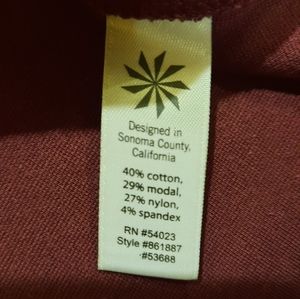 Designed in
Sonoma County,
California
40% cotton,
29% modal,
27% nylon,
4% spandex
RN #54023
Style #861887
#53688